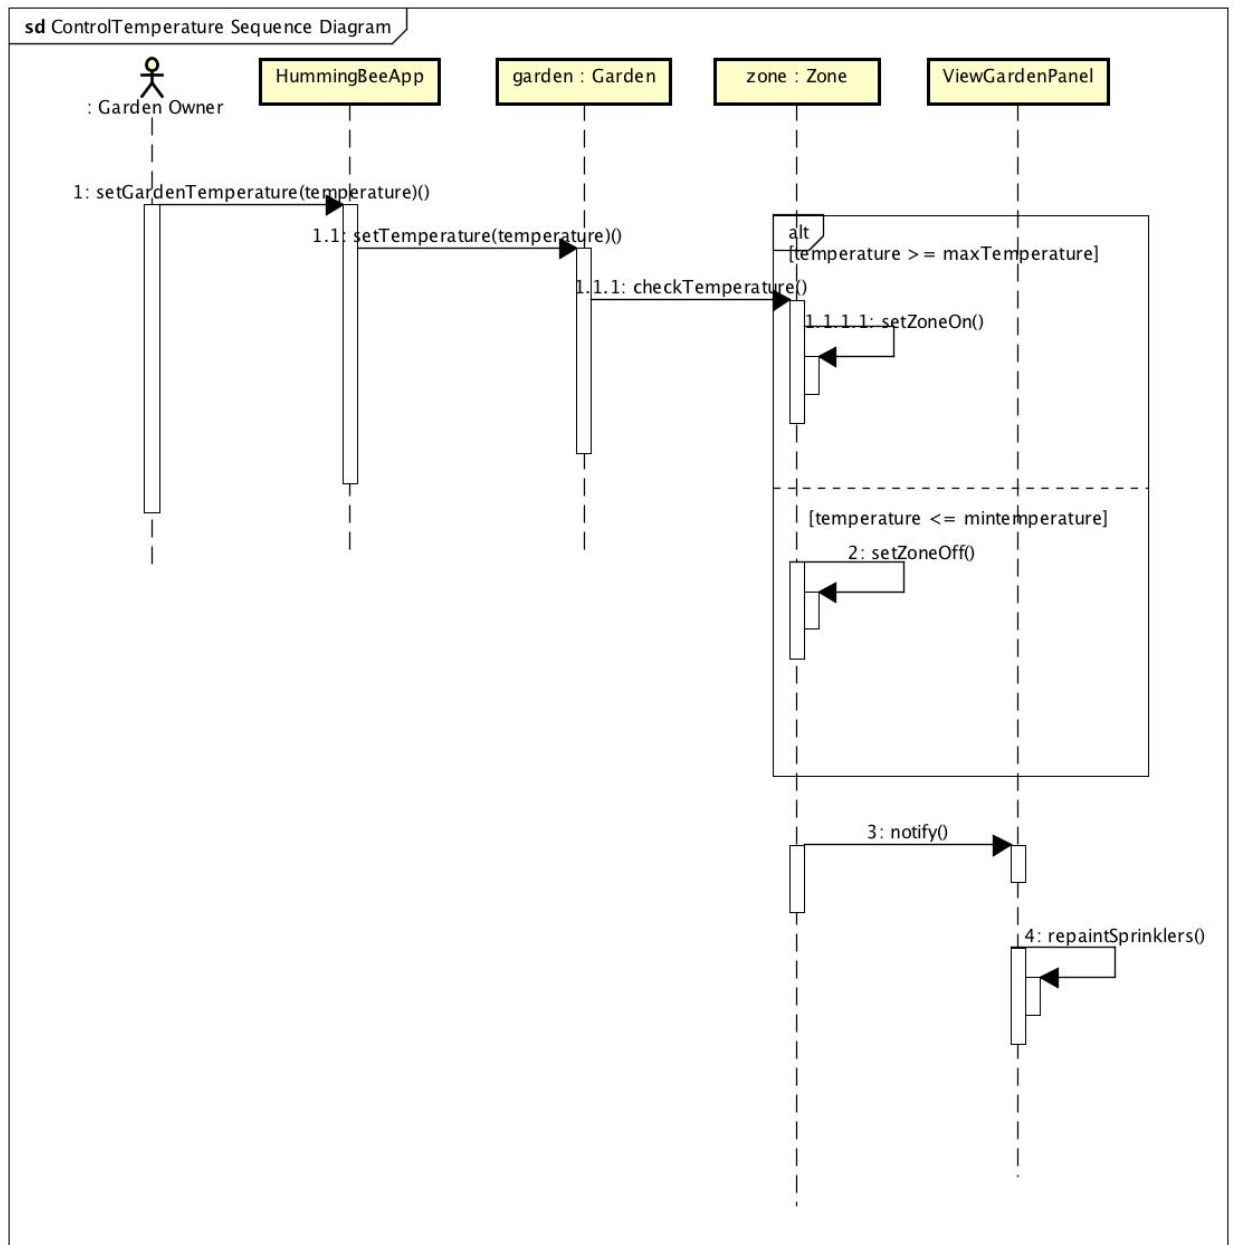 sd ControlTemperature Sequence Diagram
: Garden Owner
HummingBeeApp
garden : Garden
zone : Zone
ViewGardenPanel
1: setGardenTemperature(temperature)()
1.1: setTemperature(temperature)()
alt
[temperature >= maxTemperature]
1.1.1: checkTemperature()
1.1.1.1: setZoneOn()
[temperature <= mintemperature]
2: setZoneOff()
3: notify()
4: repaintSprinklers()